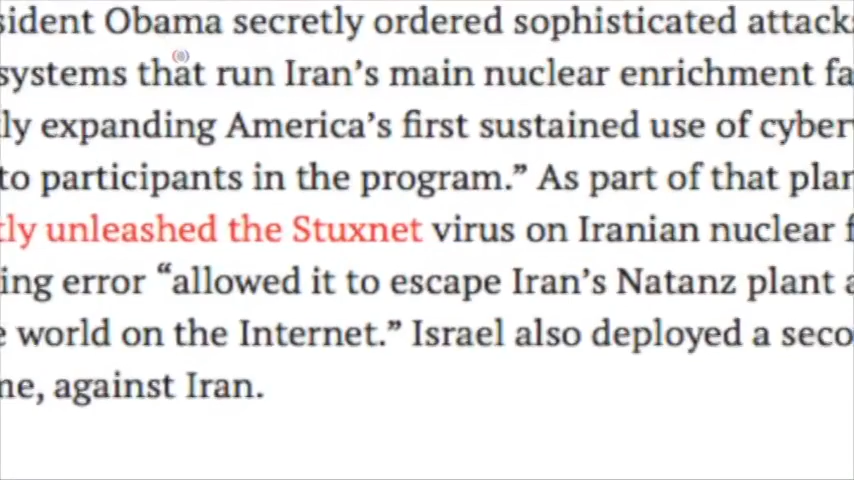 sident Obama secretly ordered sophisticated attacks
systems that run Iran's main nuclear enrichment fa
ly expanding America's first sustained use of cyber
to participants in the program.” As part of that plan
tly unleashed the Stuxnet virus on Iranian nuclear f
ing error “allowed it to escape Iran's Natanz plant a
e world on the Internet.” Israel also deployed a seco
me, against Iran.